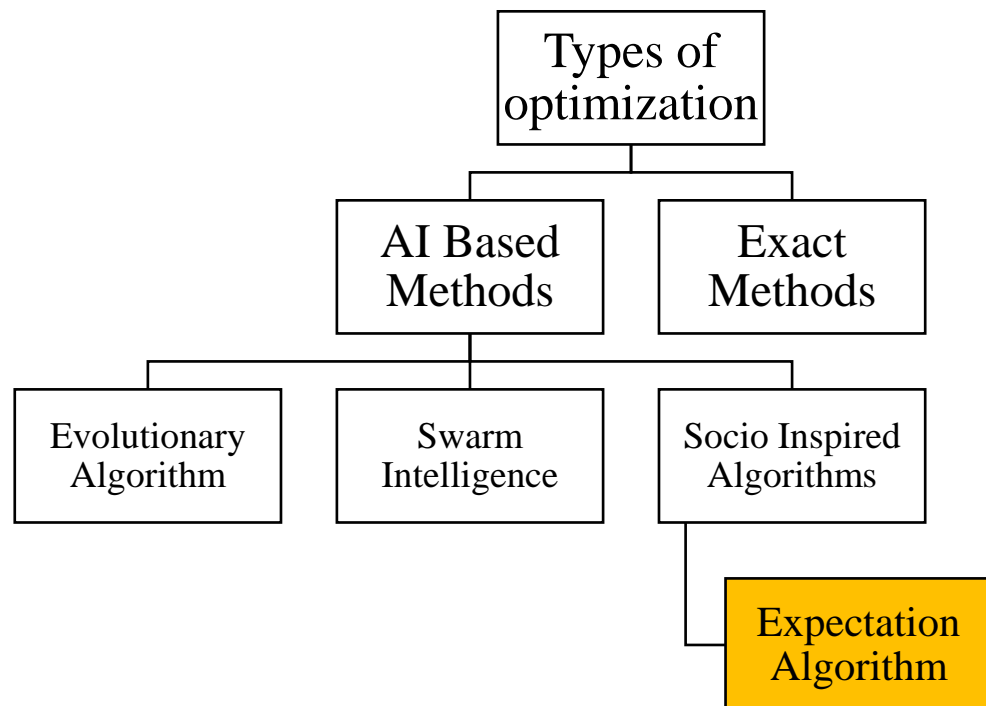 Types of
optimization
AI Based
Methods
Exact
Methods
Evolutionary
Algorithm
Swarm
Intelligence
Socio Inspired
Algorithms
Expectation
Algorithm